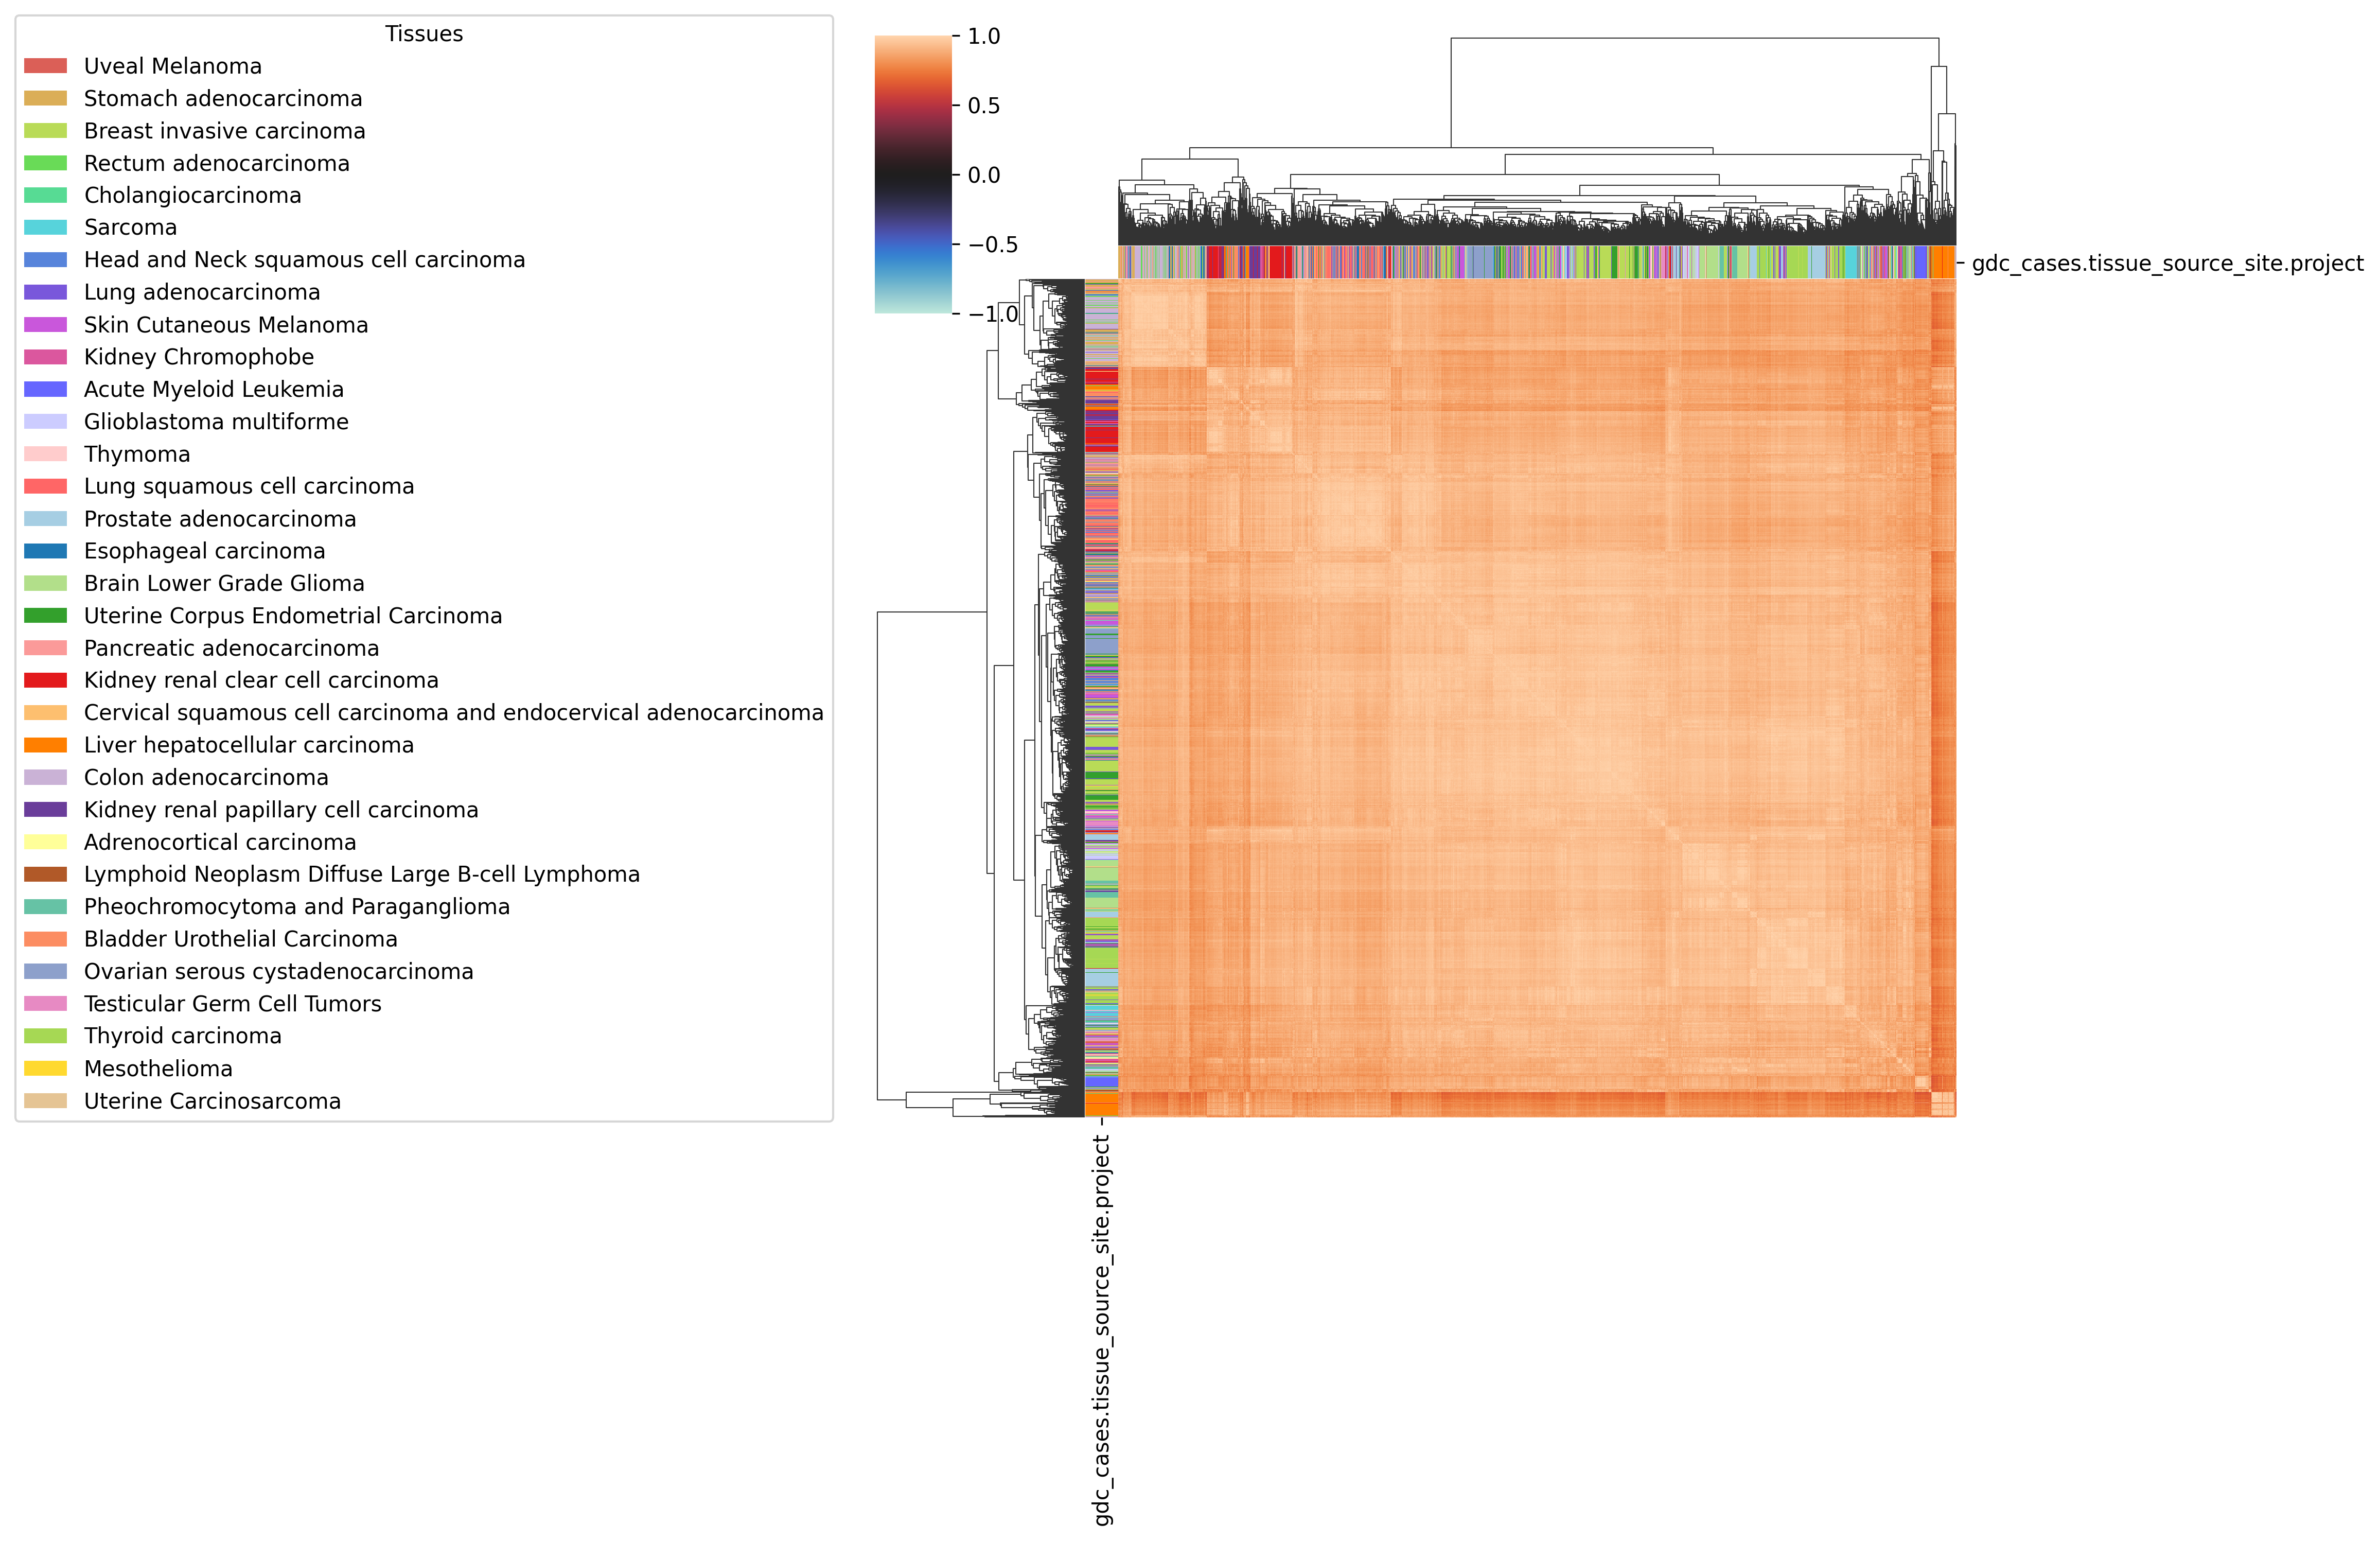 Tissues
Uveal Melanoma
Stomach adenocarcinoma
Breast invasive carcinoma
Rectum adenocarcinoma
Cholangiocarcinoma
Sarcoma
Head and Neck squamous cell carcinoma
Lung adenocarcinoma
Skin Cutaneous Melanoma
Kidney Chromophobe
Acute Myeloid Leukemia
Glioblastoma multiforme
Thymoma
Lung squamous cell carcinoma
Prostate adenocarcinoma
Esophageal carcinoma
Brain Lower Grade Glioma
Uterine Corpus Endometrial Carcinoma
Pancreatic adenocarcinoma
Kidney renal clear cell carcinoma
Cervical squamous cell carcinoma and endocervical adenocarcinoma
Liver hepatocellular carcinoma
Colon adenocarcinoma
Kidney renal papillary cell carcinoma
Adrenocortical carcinoma
Lymphoid Neoplasm Diffuse Large B-cell Lymphoma
Pheochromocytoma and Paraganglioma
Bladder Urothelial Carcinoma
Ovarian serous cystadenocarcinoma
Testicular Germ Cell Tumors
Thyroid carcinoma
Mesothelioma
Uterine Carcinosarcoma
1.0
0.5
0.0
−0.5
−1.0
gdc_cases.tissue_source_site.project
gdc_cases.tissue_source_site.project